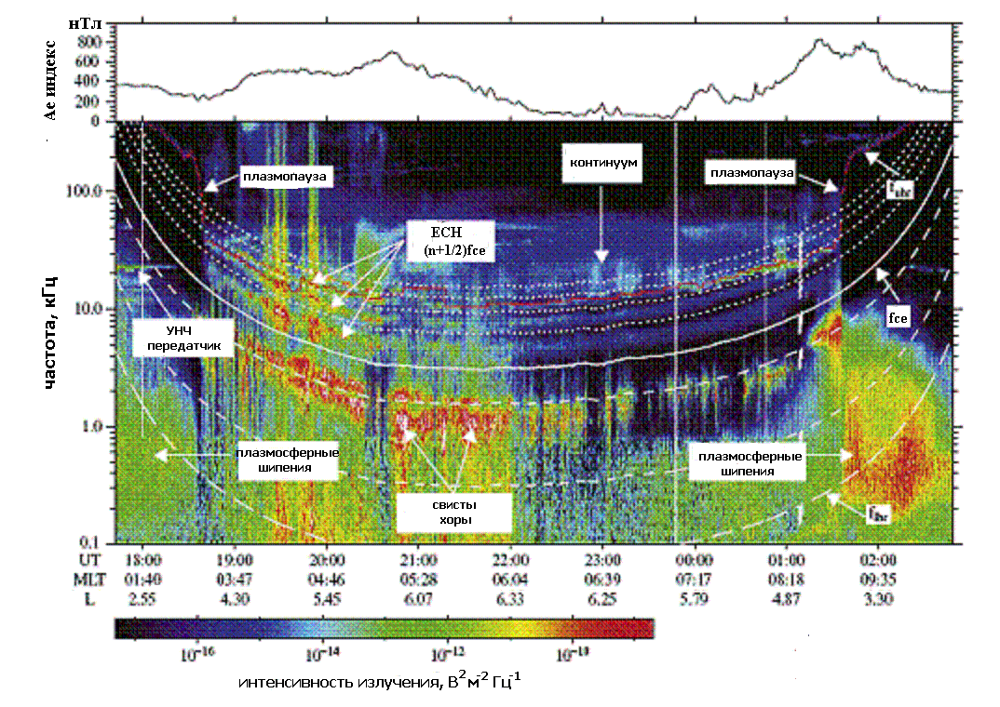 нТл
Ае индекс
800
600
400
200
0
плазмопауза
континуум
плазмопауза
ЕСН
(n+1/2)fce
fuhr
fce
УНЧ
передатчик
плазмосферные
шипения
плазмосферные
шипения
свисты
хоры
flhr
частота, кГц
100.0
10.0
1.0
0.1
UT 18:00 19:00 20:00 21:00 22:00 23:00 00:00 01:00 02:00
MLT 01:40 03:47 04:46 05:28 06:04 06:39 07:17 08:18 09:35
L 2.55 4.30 5.45 6.07 6.33 6.25 5.79 4.87 3.30
10⁻¹⁶ 10⁻¹⁴ 10⁻¹² 10⁻¹⁰
интенсивность излучения, В²м⁻² Гц⁻¹